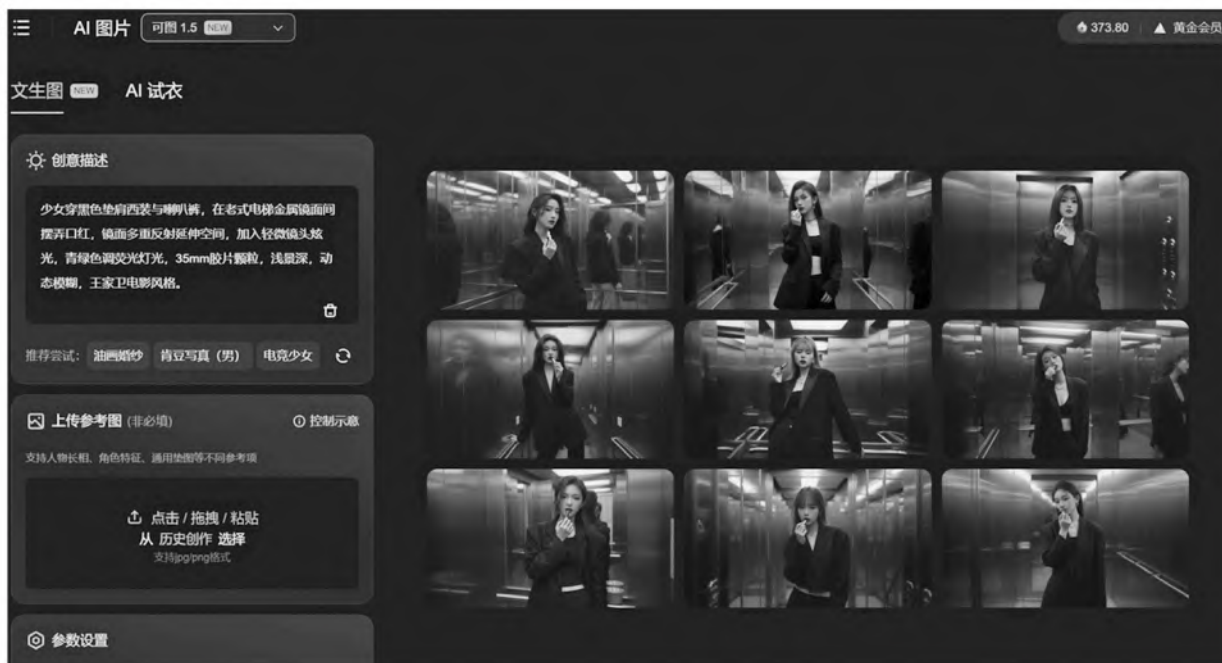 AI 图片
可图 1.5 NEW
373.80
黄金会员
文生图 NEW
AI 试衣
创意描述
少女穿黑色垫肩西装与喇叭裤，在老式电梯金属镜面间
摆弄口红，镜面多重反射延伸空间，加入轻微镜头炫
光，青绿色调荧光灯光，35mm胶片颗粒，浅景深，动
态模糊，王家卫电影风格。
推荐尝试： 油画婚纱 肖豆写真（男） 电竞少女
上传参考图 (非必填)
控制示意
支持人物长相、角色特征、通用垫图等不同参考项
点击 / 拖拽 / 粘贴
从 历史创作 选择
支持jpg/png格式
参数设置